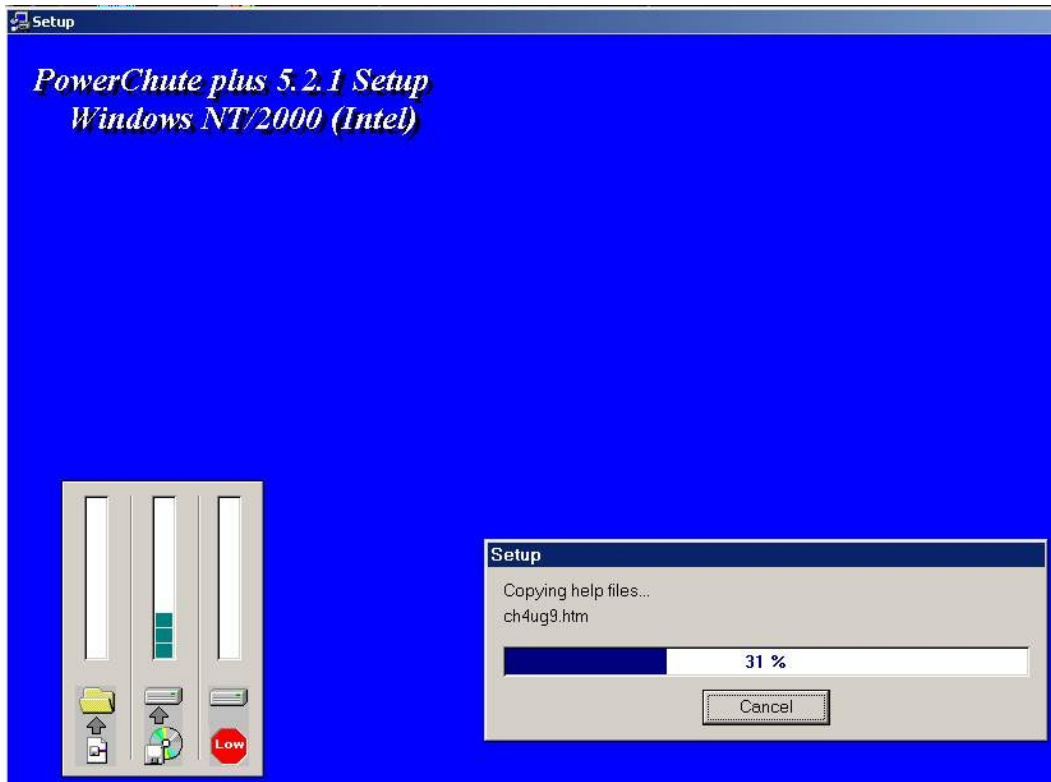 Setup
PowerChute plus 5.2.1 Setup
Windows NT/2000 (Intel)
Low
Setup
Copying help files...
ch4ug9.htm
31 %
Cancel